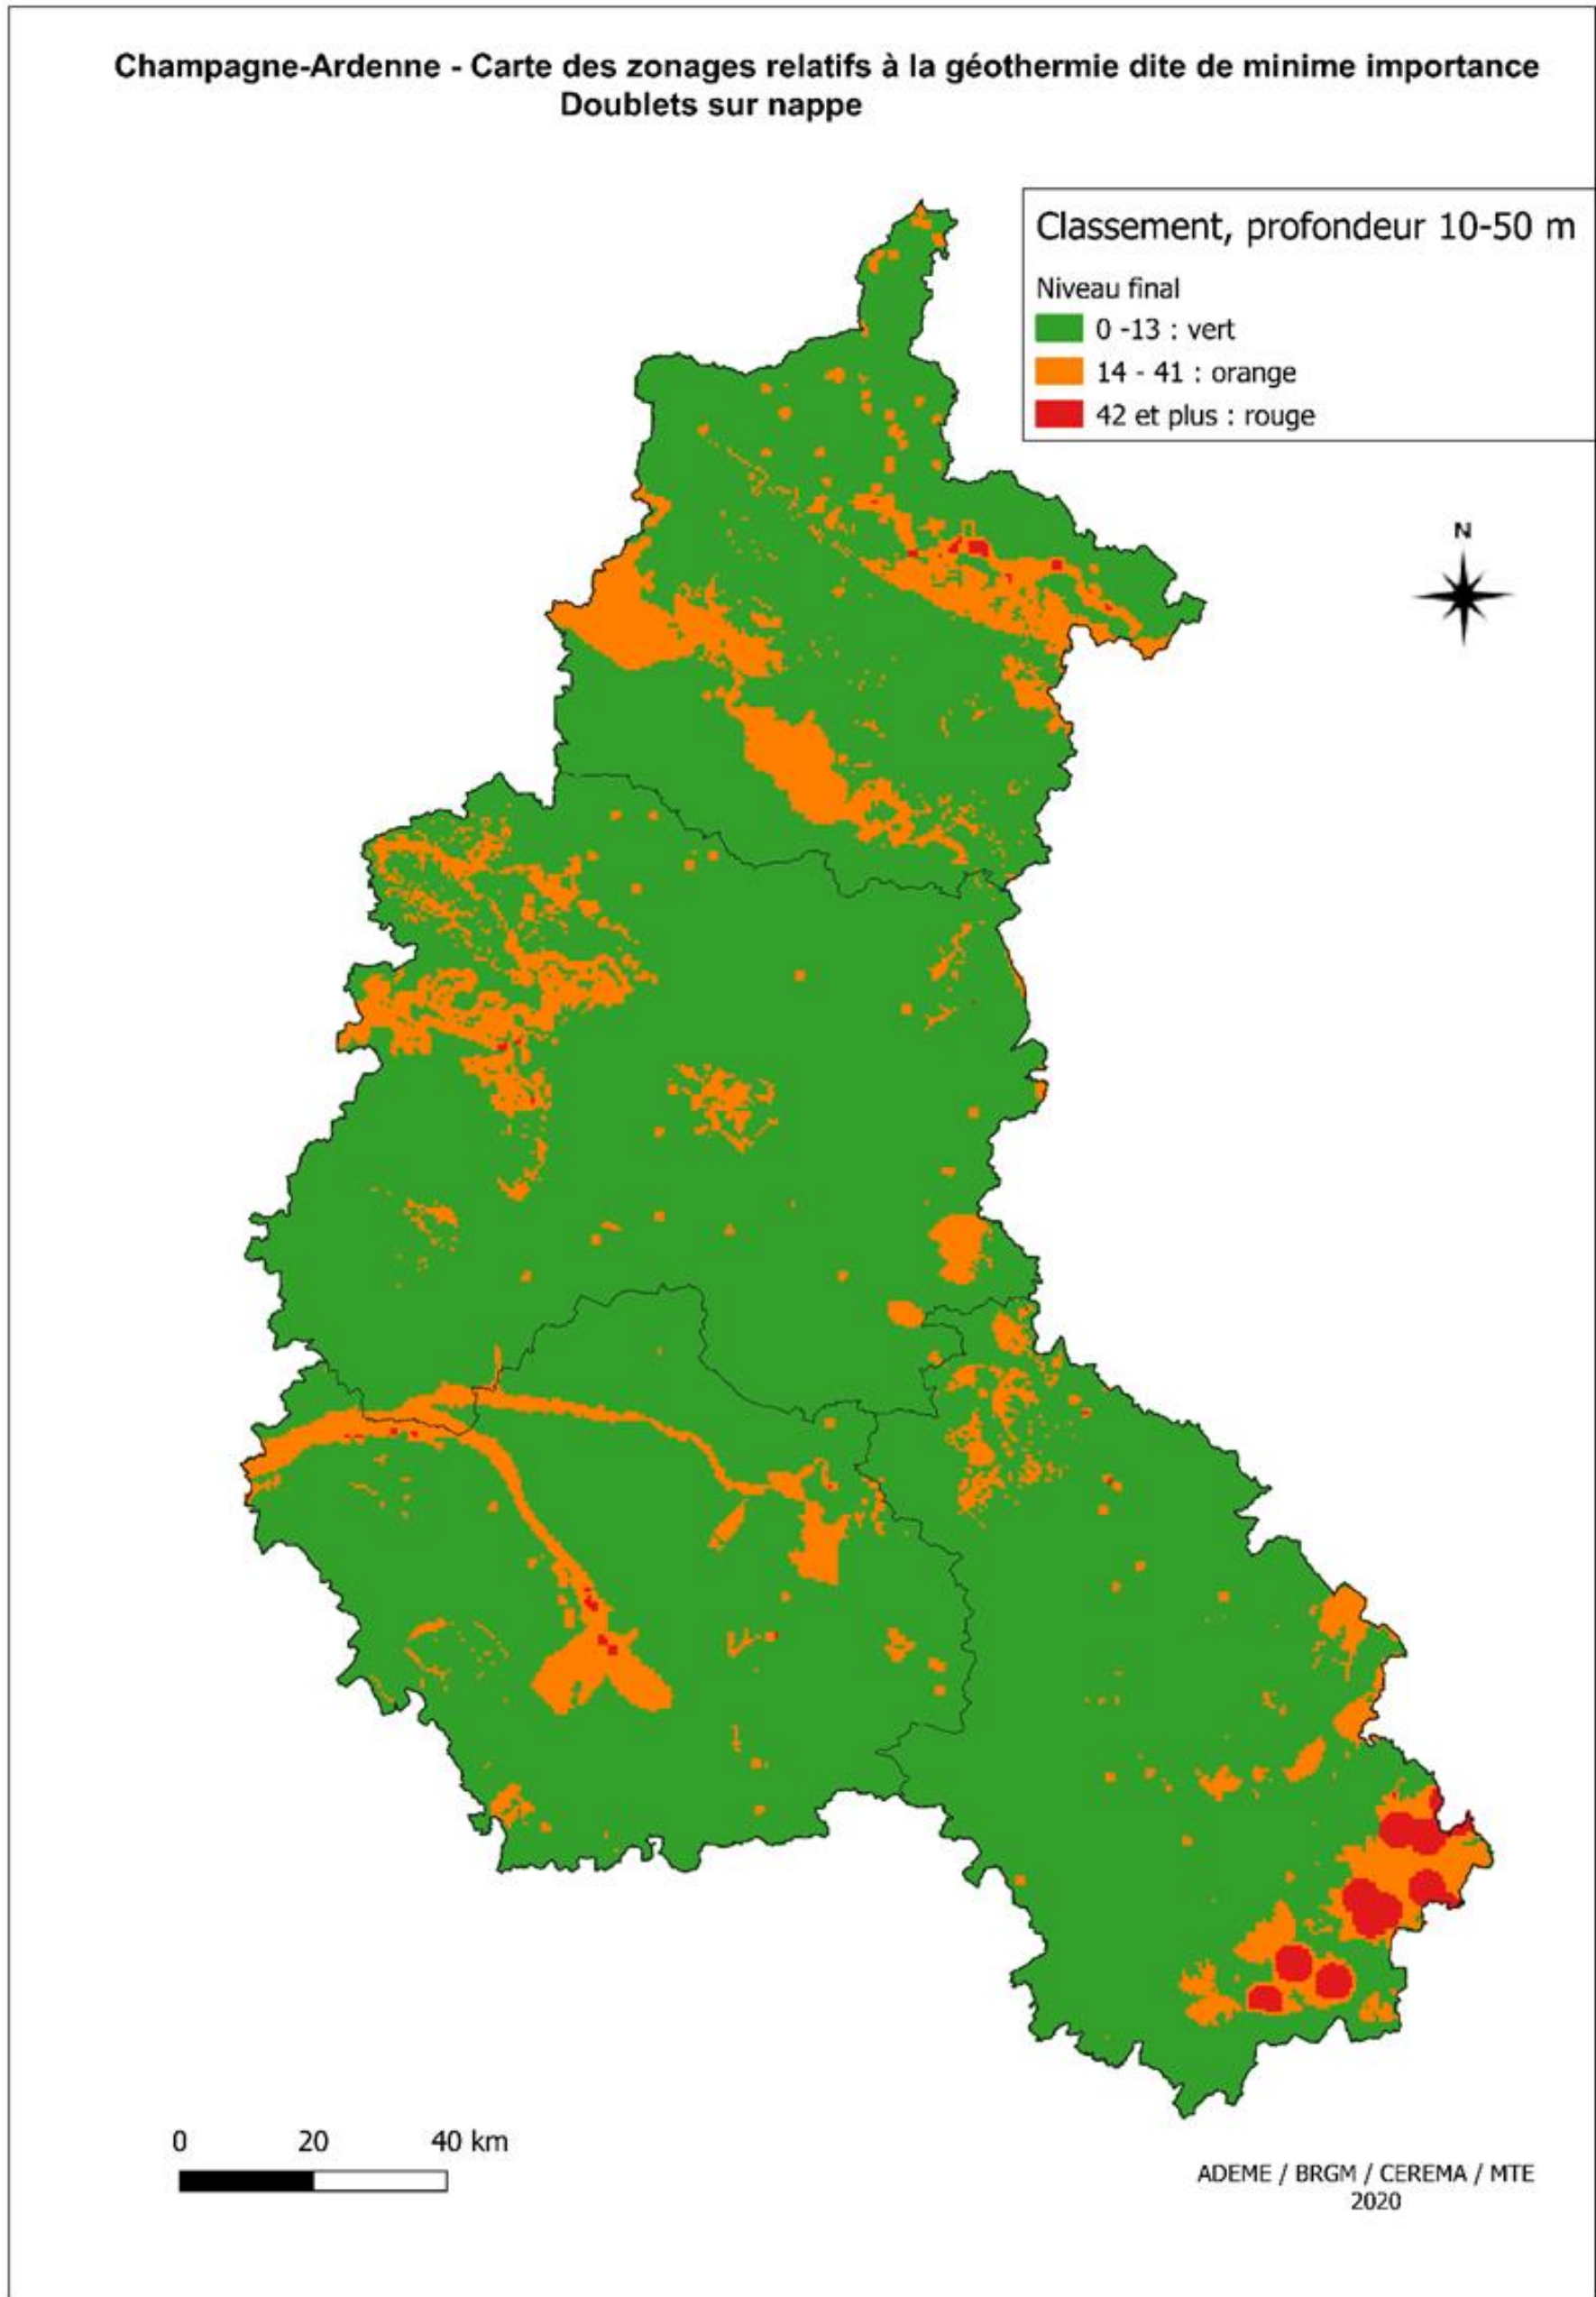 Champagne-Ardenne - Carte des zonages relatifs à la géothermie dite de minime importance
Doublets sur nappe
Classement, profondeur 10-50 m
Niveau final
0 -13 : vert
14 - 41 : orange
42 et plus : rouge
N
0 20 40 km
ADEME / BRGM / CEREMA / MTE
2020